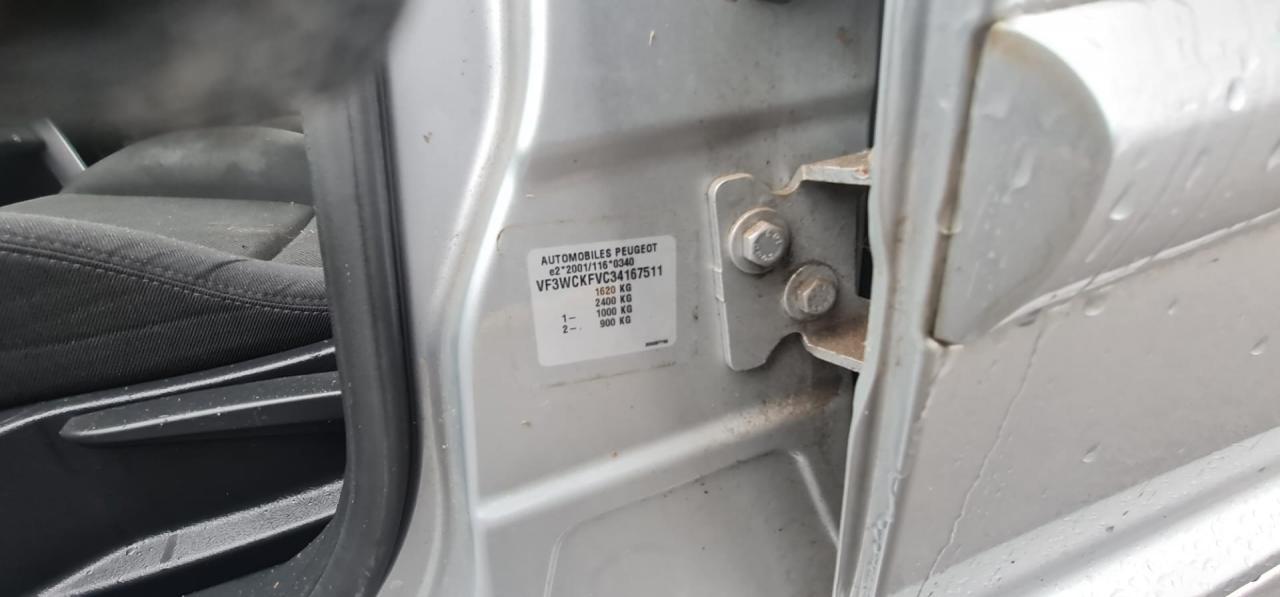 AUTOMOBILES PEUGEOT
e2*2001/116*0340
VF3WCKFVC34167511
1620 KG
2400 KG
1- 1000 KG
2- 900 KG